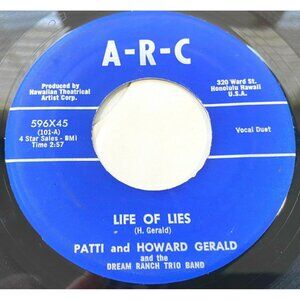 A-R-C
Produced by
Hawaiian Theatrical
Artist Corp.
320 Ward St.
Honolulu Hawaii
U.S.A.
596X45
(101-A)
4 Star Sales - BMI
Time 2:57
Vocal Duet
LIFE OF LIES
(H. Gerald)
PATTI and HOWARD GERALD
and the
DREAM RANCH TRIO BAND